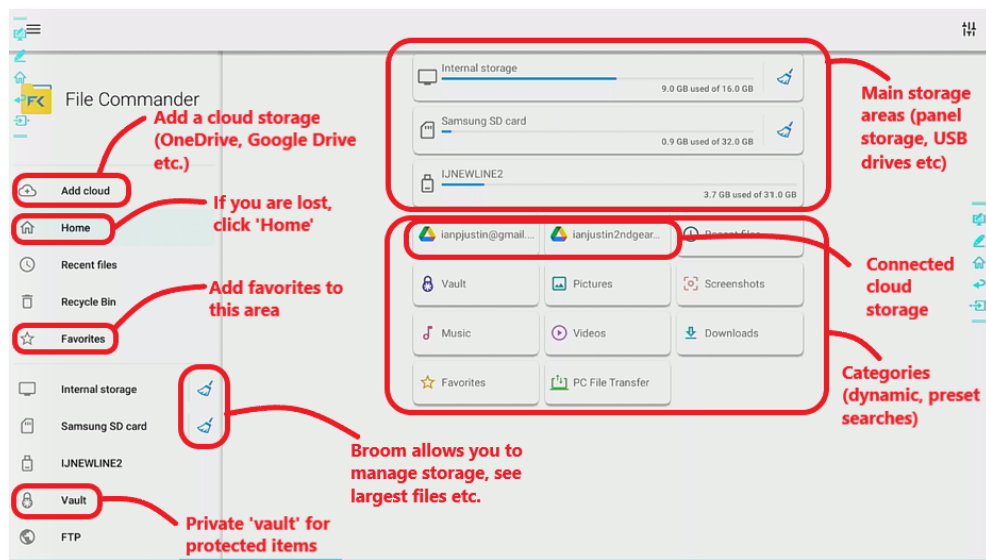 File Commander
Add a cloud storage
(OneDrive, Google Drive
etc.)
Add cloud
If you are lost,
click 'Home'
Home
Recent files
Recycle Bin
Add favorites to
this area
Favorites
Internal storage
Samsung SD card
IJNEWLINE2
Vault
FTP
Private 'vault' for
protected items
Broom allows you to
manage storage, see
largest files etc.
Internal storage
9.0 GB used of 16.0 GB
Samsung SD card
0.9 GB used of 32.0 GB
IJNEWLINE2
3.7 GB used of 31.0 GB
Main storage
areas (panel
storage, USB
drives etc)
ianpjustin@gmail.... ianjustin2ndgear... Recent files
Vault Pictures Screenshots
Music Videos Downloads
Favorites PC File Transfer
Connected
cloud
storage
Categories
(dynamic, preset
searches)